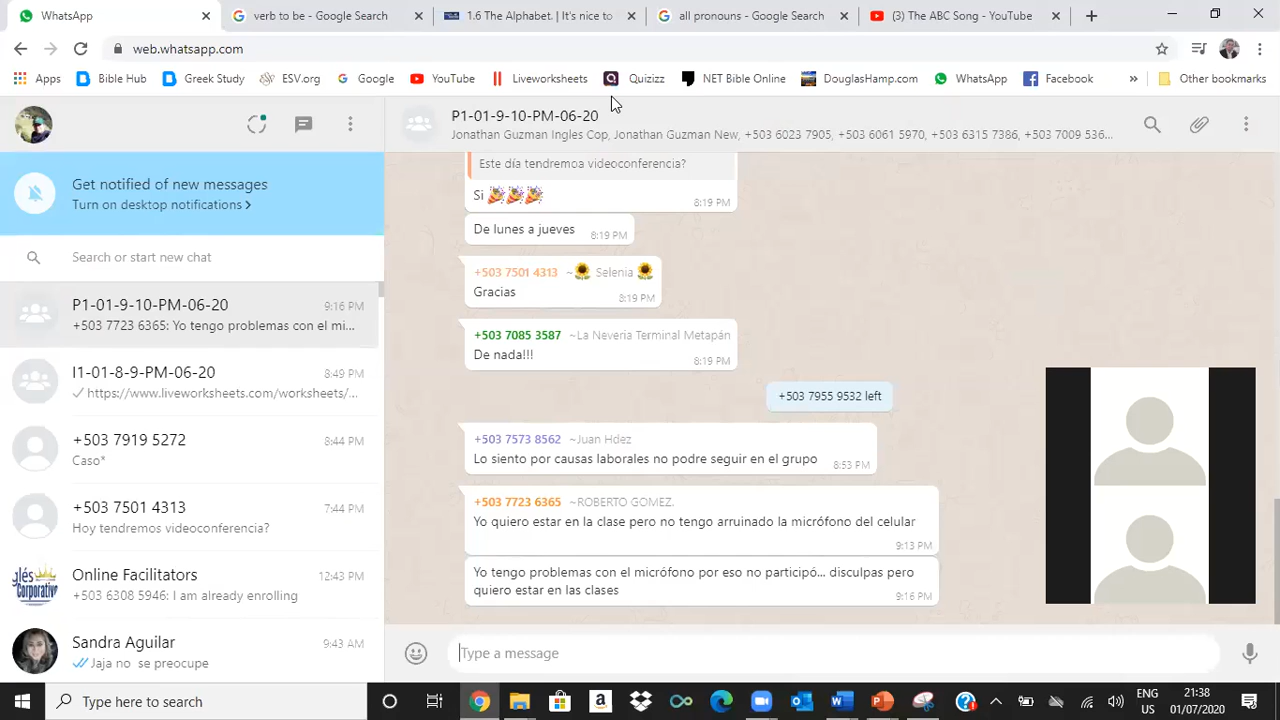 WhatsApp
verb to be - Google Search
1.6 The Alphabet. | It's nice to
all pronouns - Google Search
(3) The ABC Song - YouTube
web.whatsapp.com
Apps
Bible Hub
Greek Study
ESV.org
Google
YouTube
Liveworksheets
Quizizz
NET Bible Online
DouglasHamp.com
WhatsApp
Facebook
»
Other bookmarks
P1-01-9-10-PM-06-20
Jonathan Guzman Ingles Cop, Jonathan Guzman New, +503 6023 7905, +503 6061 5970, +503 6315 7386, +503 7009 536...
Get notified of new messages
Turn on desktop notifications >
Search or start new chat
P1-01-9-10-PM-06-20
9:16 PM
+503 7723 6365: Yo tengo problemas con el mi...
I1-01-8-9-PM-06-20
8:49 PM
https://www.liveworksheets.com/worksheets/...
+503 7919 5272
8:44 PM
Caso*
+503 7501 4313
7:44 PM
Hoy tendremos videoconferencia?
Online Facilitators
12:43 PM
+503 6308 5946: I am already enrolling
Sandra Aguilar
9:43 AM
Jaja no se preocupe
Este día tendremoa videoconferencia?
Si 🎉🎉🎉
8:19 PM
De lunes a jueves
8:19 PM
+503 7501 4313 ~🌻 Selenia 🌻
Gracias
8:19 PM
+503 7085 3587 ~La Neveria Terminal Metapán
De nada!!!
8:19 PM
+503 7955 9532 left
+503 7573 8562 ~Juan Hdez
Lo siento por causas laborales no podre seguir en el grupo
8:53 PM
+503 7723 6365 ~ROBERTO GOMEZ.
Yo quiero estar en la clase pero no tengo arruinado la micrófono del celular
9:13 PM
Yo tengo problemas con el micrófono por eso no participó... disculpas pero
quiero estar en las clases
9:16 PM
Type a message
Type here to search
ENG
US
21:38
01/07/2020